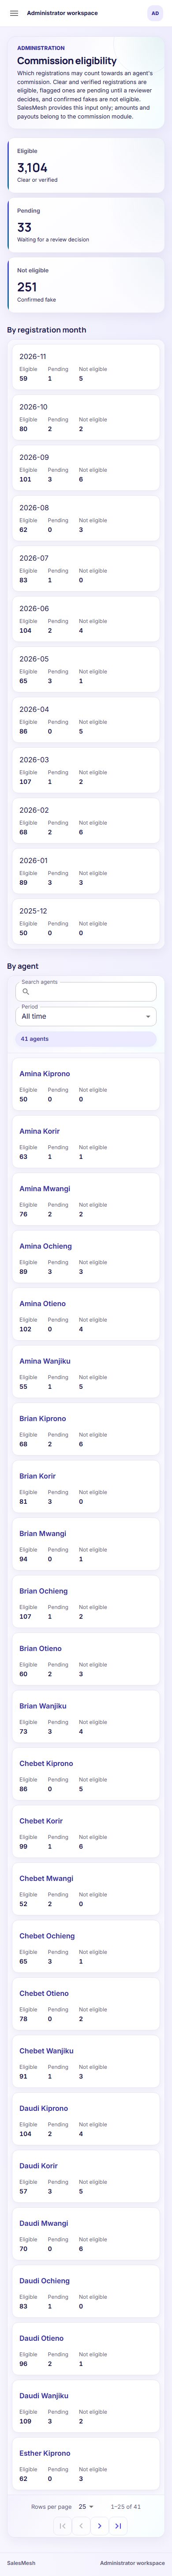 Administrator workspace
AD
ADMINISTRATION
Commission eligibility
Which registrations may count towards an agent's
commission. Clear and verified registrations are
eligible, flagged ones are pending until a reviewer
decides, and confirmed fakes are not eligible.
SalesMesh provides this input only; amounts and
payouts belong to the commission module.
Eligible
3,104
Clear or verified
Pending
33
Waiting for a review decision
Not eligible
251
Confirmed fake
By registration month
2026-11
Eligible Pending Not eligible
59 1 5
2026-10
Eligible Pending Not eligible
80 2 2
2026-09
Eligible Pending Not eligible
101 3 6
2026-08
Eligible Pending Not eligible
62 0 3
2026-07
Eligible Pending Not eligible
83 1 0
2026-06
Eligible Pending Not eligible
104 2 4
2026-05
Eligible Pending Not eligible
65 3 1
2026-04
Eligible Pending Not eligible
86 0 5
2026-03
Eligible Pending Not eligible
107 1 2
2026-02
Eligible Pending Not eligible
68 2 6
2026-01
Eligible Pending Not eligible
89 3 3
2025-12
Eligible Pending Not eligible
50 0 0
By agent
Search agents
Period
All time
41 agents
Amina Kiprono
Eligible Pending Not eligible
50 0 0
Amina Korir
Eligible Pending Not eligible
63 1 1
Amina Mwangi
Eligible Pending Not eligible
76 2 2
Amina Ochieng
Eligible Pending Not eligible
89 3 3
Amina Otieno
Eligible Pending Not eligible
102 0 4
Amina Wanjiku
Eligible Pending Not eligible
55 1 5
Brian Kiprono
Eligible Pending Not eligible
68 2 6
Brian Korir
Eligible Pending Not eligible
81 3 0
Brian Mwangi
Eligible Pending Not eligible
94 0 1
Brian Ochieng
Eligible Pending Not eligible
107 1 2
Brian Otieno
Eligible Pending Not eligible
60 2 3
Brian Wanjiku
Eligible Pending Not eligible
73 3 4
Chebet Kiprono
Eligible Pending Not eligible
86 0 5
Chebet Korir
Eligible Pending Not eligible
99 1 6
Chebet Mwangi
Eligible Pending Not eligible
52 2 0
Chebet Ochieng
Eligible Pending Not eligible
65 3 1
Chebet Otieno
Eligible Pending Not eligible
78 0 2
Chebet Wanjiku
Eligible Pending Not eligible
91 1 3
Daudi Kiprono
Eligible Pending Not eligible
104 2 4
Daudi Korir
Eligible Pending Not eligible
57 3 5
Daudi Mwangi
Eligible Pending Not eligible
70 0 6
Daudi Ochieng
Eligible Pending Not eligible
83 1 0
Daudi Otieno
Eligible Pending Not eligible
96 2 1
Daudi Wanjiku
Eligible Pending Not eligible
109 3 2
Esther Kiprono
Eligible Pending Not eligible
62 0 3
Rows per page 25 1–25 of 41
SalesMesh Administrator workspace